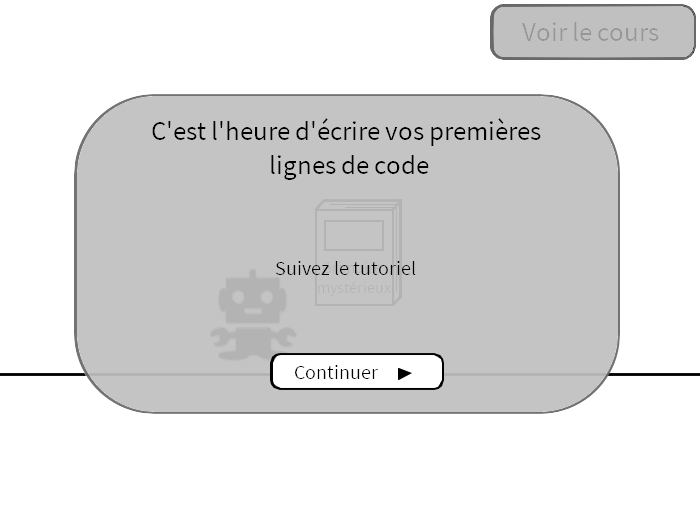 Voir le cours
C'est l'heure d'écrire vos premières
lignes de code
Suivez le tutoriel
mystérieux
Continuer